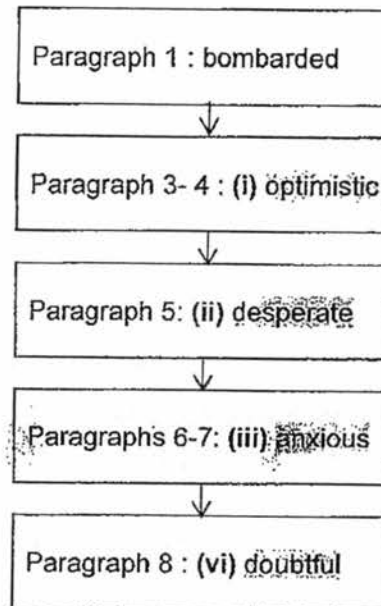 Paragraph 1 : bombarded
Paragraph 3- 4 : (i) optimistic
Paragraph 5: (ii) desperate
Paragraphs 6-7: (iii) anxious
Paragraph 8 : (vi) doubtful